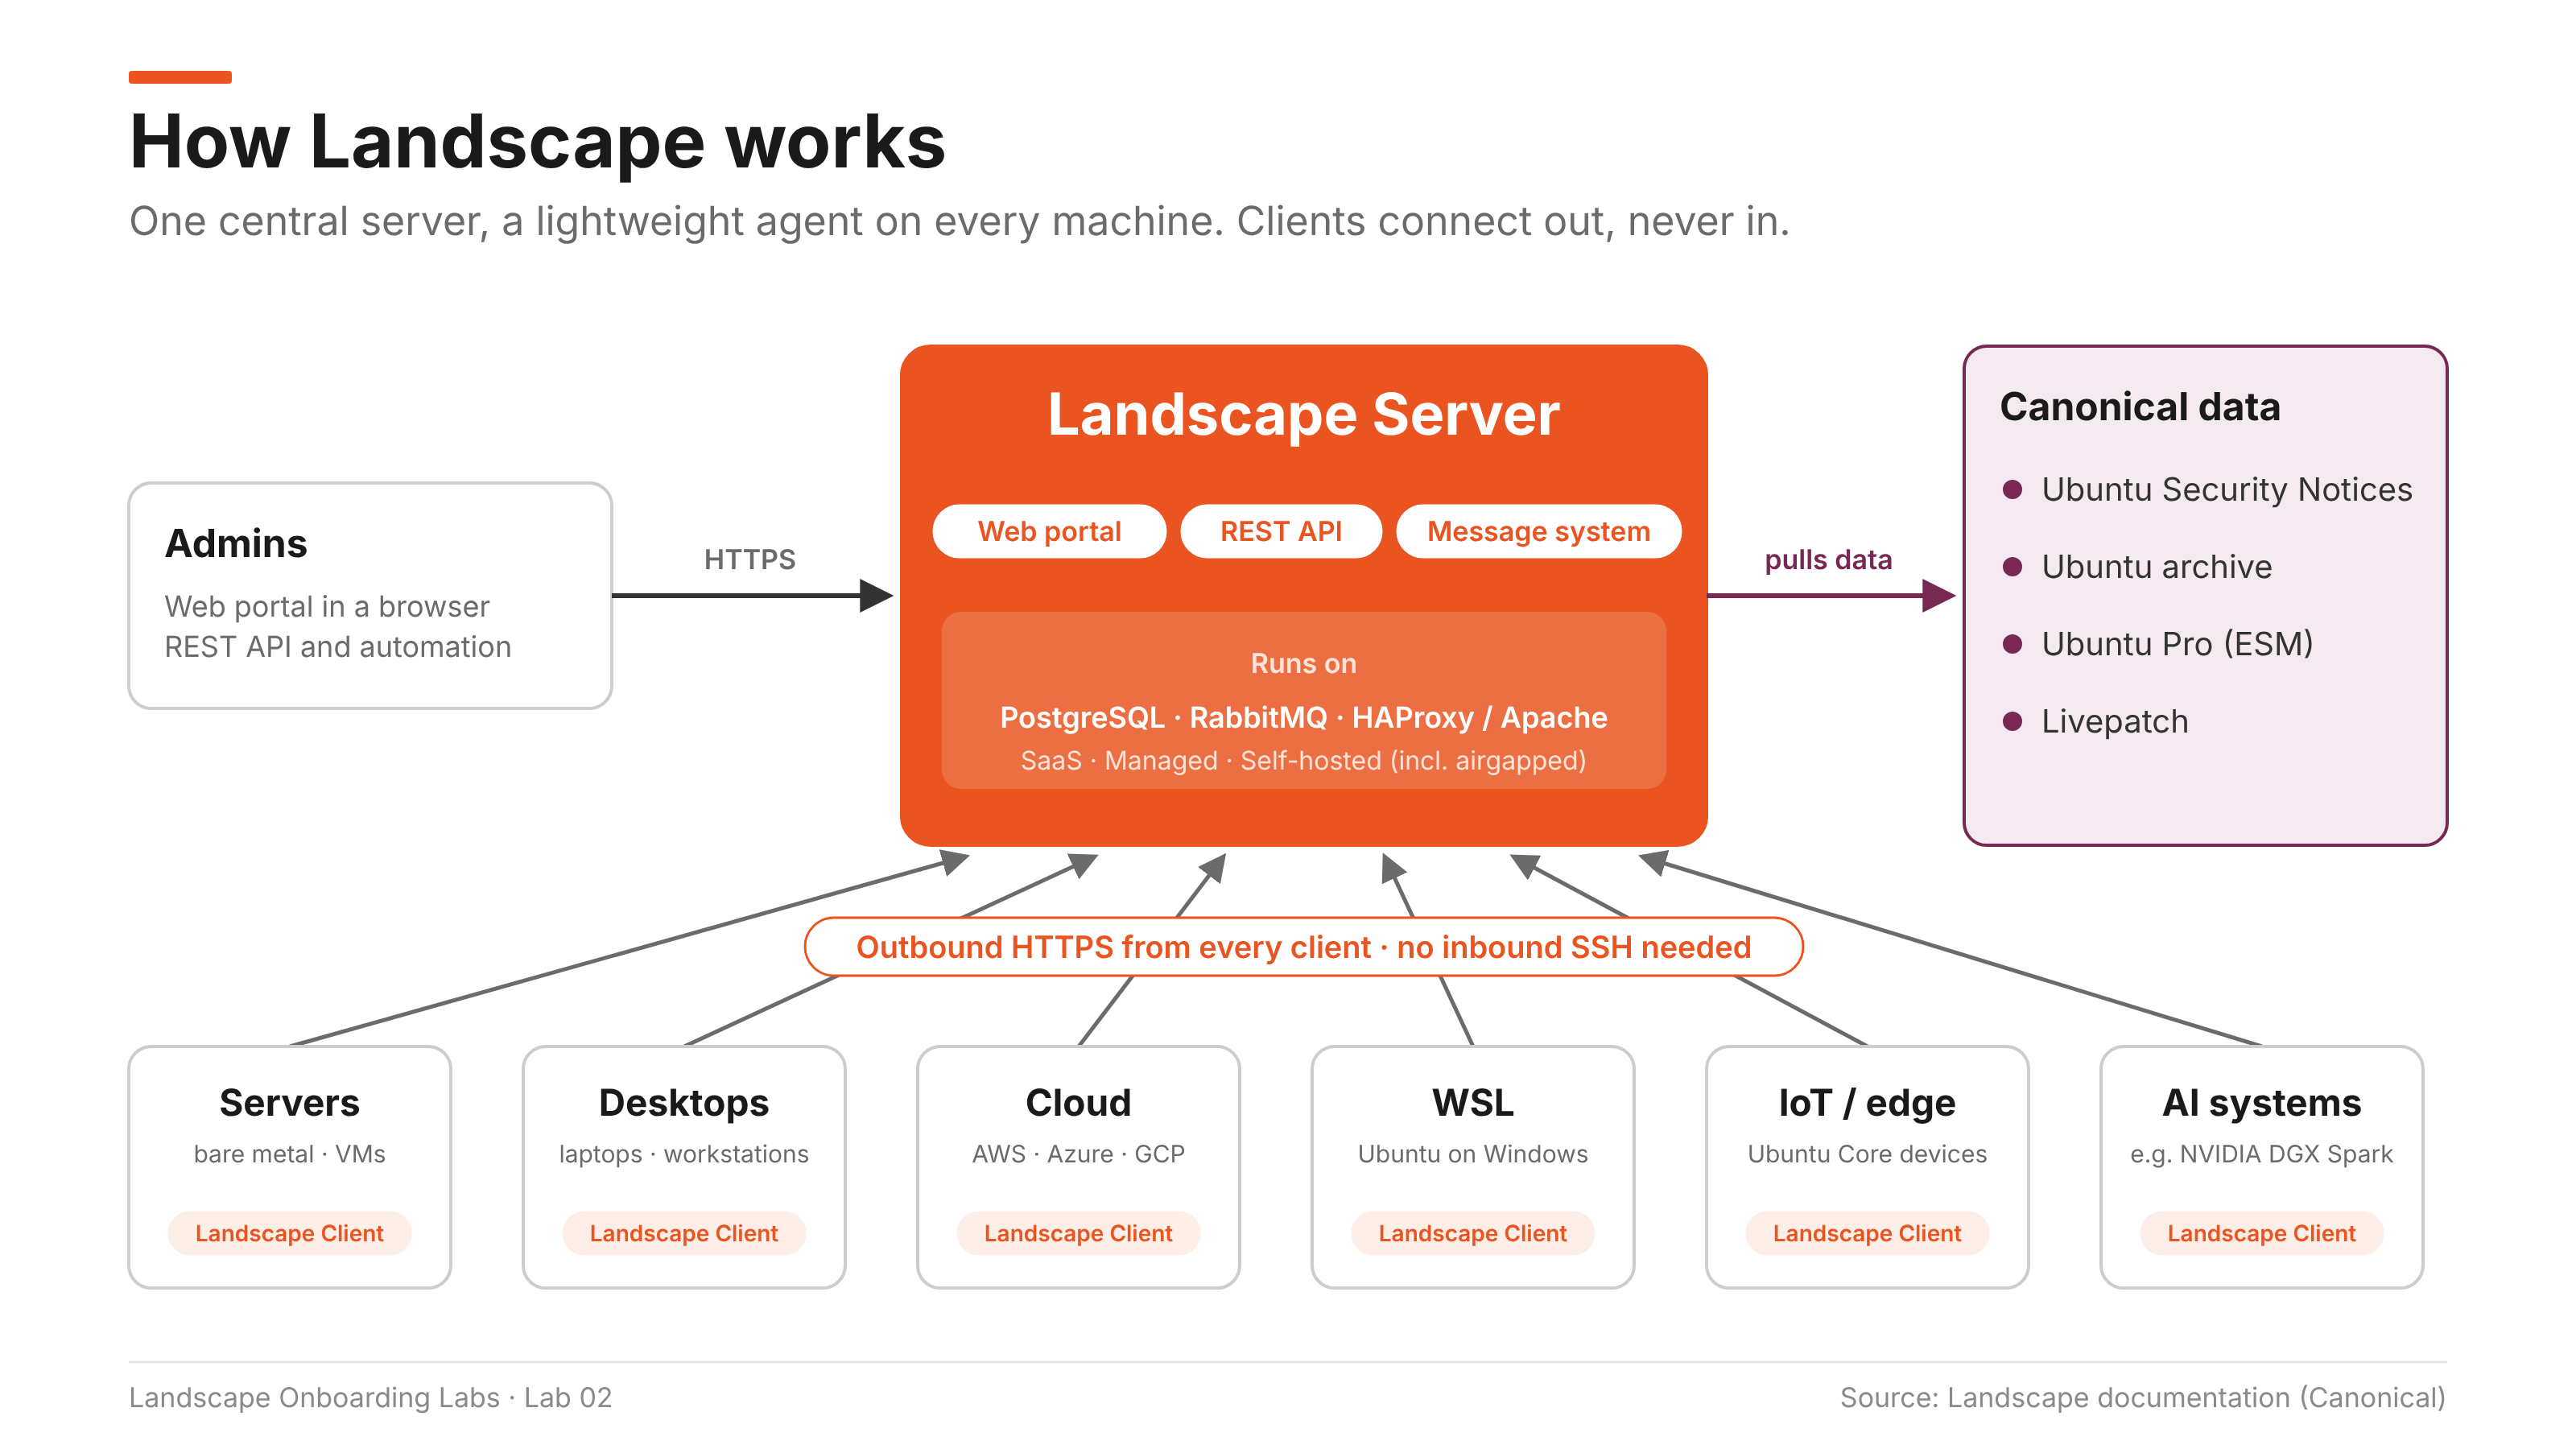 How Landscape works
One central server, a lightweight agent on every machine. Clients connect out, never in.
Admins
Web portal in a browser
REST API and automation
HTTPS
Landscape Server
Web portal
REST API
Message system
Runs on
PostgreSQL · RabbitMQ · HAProxy / Apache
SaaS · Managed · Self-hosted (incl. airgapped)
pulls data
Canonical data
Ubuntu Security Notices
Ubuntu archive
Ubuntu Pro (ESM)
Livepatch
Outbound HTTPS from every client · no inbound SSH needed
Servers
bare metal · VMs
Landscape Client
Desktops
laptops · workstations
Landscape Client
Cloud
AWS · Azure · GCP
Landscape Client
WSL
Ubuntu on Windows
Landscape Client
IoT / edge
Ubuntu Core devices
Landscape Client
AI systems
e.g. NVIDIA DGX Spark
Landscape Client
Landscape Onboarding Labs · Lab 02
Source: Landscape documentation (Canonical)